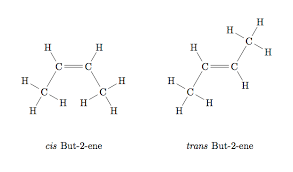 H
H H H
H
C C H C C
C H
H H H
H C C H H C
H H H H H
cis But-2-ene trans But-2-ene